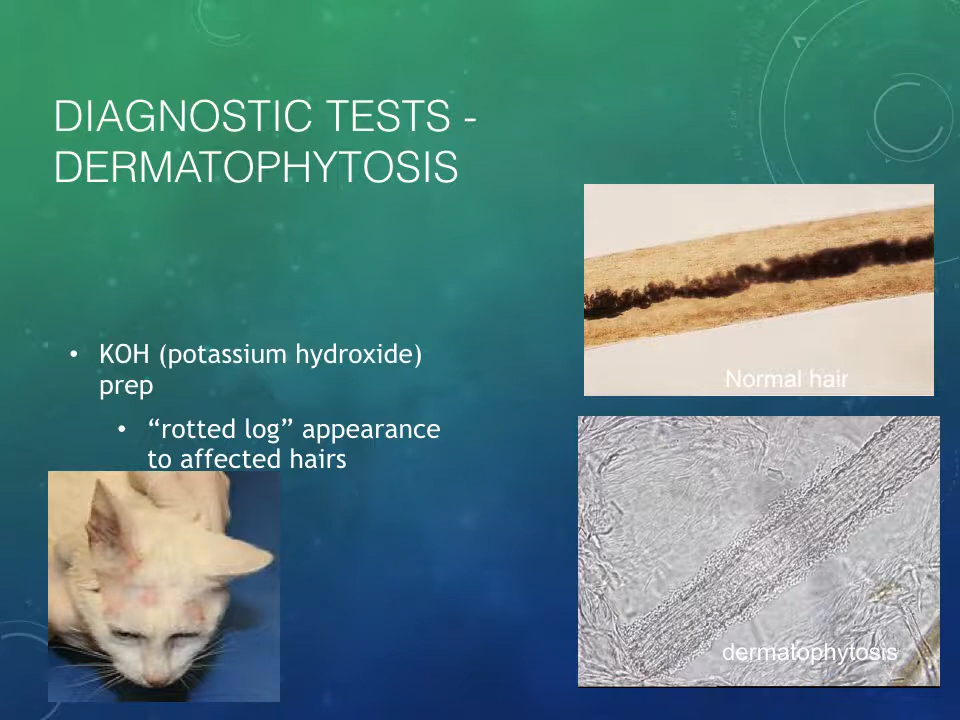 DIAGNOSTIC TESTS -
DERMATOPHYTOSIS
• KOH (potassium hydroxide)
prep
• “rotted log” appearance
to affected hairs
Normal hair
dermatophytosis